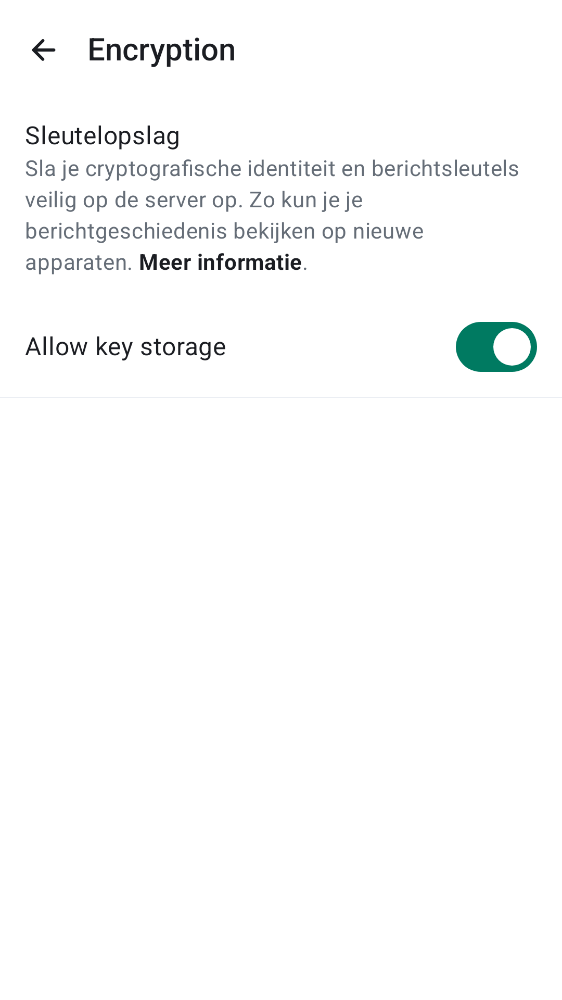 Encryption
Sleutelopslag
Sla je cryptografische identiteit en berichtsleutels
veilig op de server op. Zo kun je je
berichtgeschiedenis bekijken op nieuwe
apparaten. Meer informatie.
Allow key storage